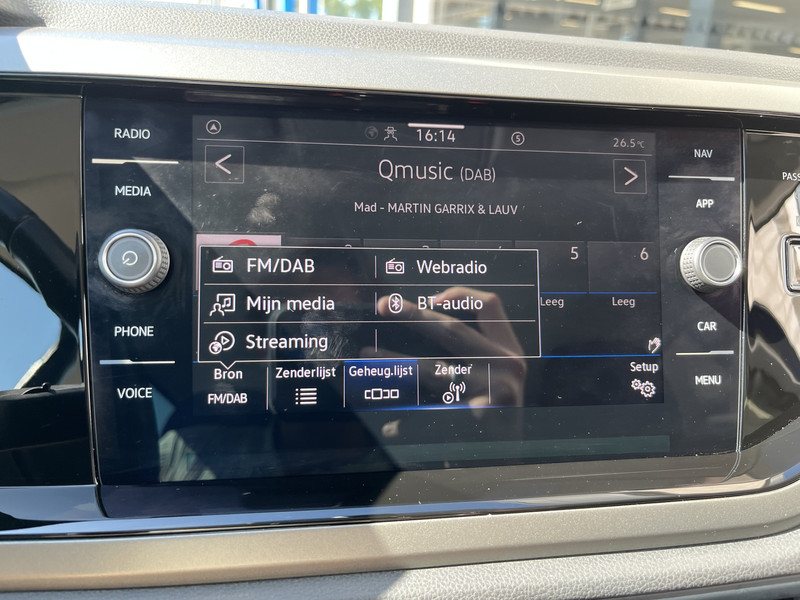 RADIO
MEDIA
PHONE
VOICE
16:14
5
26.5°C
Qmusic (DAB)
Mad - MARTIN GARRIX & LAUV
5
6
Leeg
Leeg
FM/DAB
Webradio
Mijn media
BT-audio
Streaming
Bron
FM/DAB
Zenderlijst
Geheug.lijst
Zender
Setup
NAV
APP
CAR
MENU
PASS